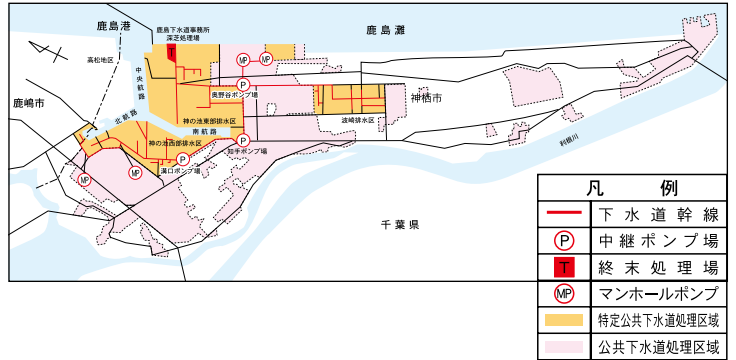 鹿島港
鹿島下水道事務所
深芝処理場
鹿島灘
T
MP
MP
高松地区
中央航路
P
奥野谷ポンプ場
神栖市
鹿嶋市
北航路
神の池東部排水区
波崎排水区
南航路
神の池西部排水区
P
知手ポンプ場
利根川
P
溝口ポンプ場
MP
MP
千葉県
凡例
下水道幹線
P 中継ポンプ場
T 終末処理場
MP マンホールポンプ
特定公共下水道処理区域
公共下水道処理区域